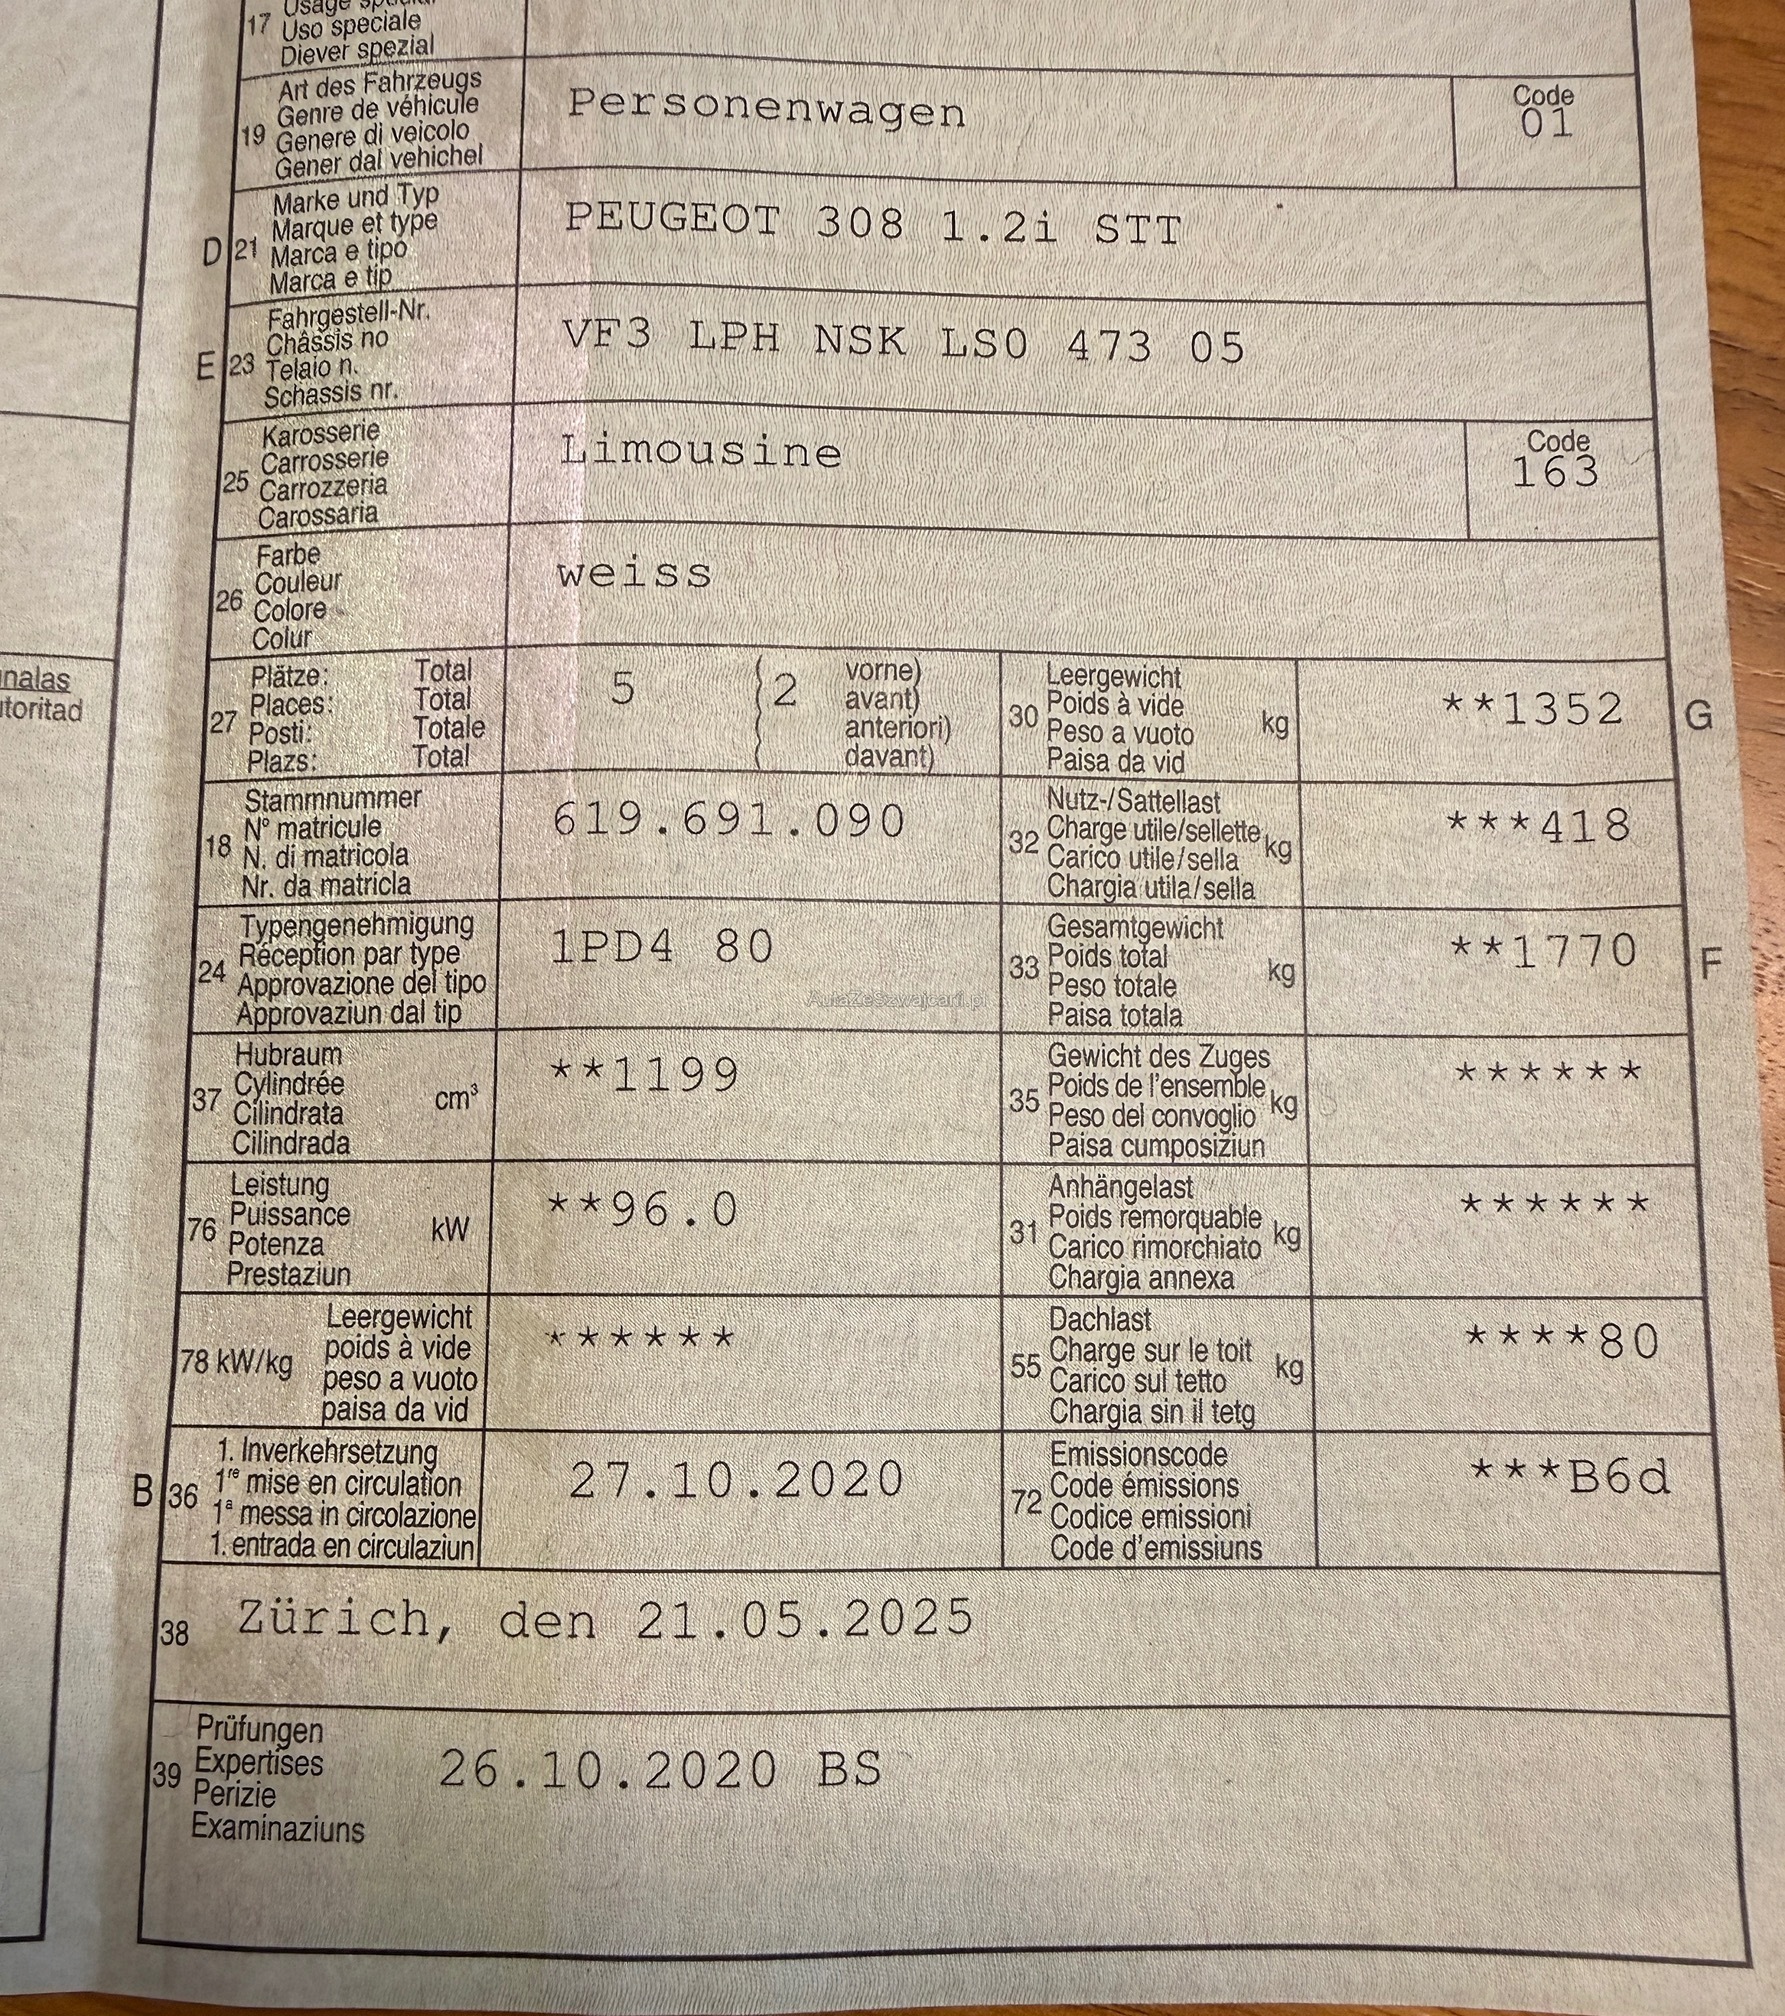 Usage spécial
17 Uso speciale
Diever spezial
Art des Fahrzeugs
Genre de véhicule
19 Genere di veicolo
Gener dal vehichel
Personenwagen
Code
01
Marke und Typ
Marque et type
D 21 Marca e tipo
Marca e tip
PEUGEOT 308 1.2i STT
Fahrgestell-Nr.
Châssis no
E 23 Telaio n.
Schassis nr.
VF3 LPH NSK LS0 473 05
Karosserie
Carrosserie
25 Carrozzeria
Carossaria
Limousine
Code
163
Farbe
Couleur
26 Colore
Colur
weiss
nalas
toritad
Plätze: Total
Places: Total
27 Posti: Totale
Plazs: Total
5 (2 vorne)
avant)
anteriori)
davant)
Leergewicht
30 Poids à vide kg
Peso a vuoto
Paisa da vid
**1352 G
Stammnummer
N° matricule
18 N. di matricola
Nr. da matricla
619.691.090
Nutz-/Sattellast
32 Charge utile/sellette kg
Carico utile/sella
Chargia utila/sella
***418
Typengenehmigung
Réception par type
24 Approvazione del tipo
Approvaziun dal tip
1PD4 80
AutaZeSzwajcarii.pl
Gesamtgewicht
33 Poids total kg
Peso totale
Paisa totala
**1770 F
Hubraum
37 Cylindrée cm³
Cilindrata
Cilindrada
**1199
Gewicht des Zuges
35 Poids de l'ensemble kg
Peso del convoglio
Paisa cumposiziun
******
Leistung
76 Puissance kW
Potenza
Prestaziun
**96.0
Anhängelast
31 Poids remorquable kg
Carico rimorchiato
Chargia annexa
******
Leergewicht
78 kW/kg poids à vide
peso a vuoto
paisa da vid
******
Dachlast
55 Charge sur le toit kg
Carico sul tetto
Chargia sin il tetg
****80
1. Inverkehrsetzung
B 36 1re mise en circulation
1a messa in circolazione
1. entrada en circulaziun
27.10.2020
Emissionscode
72 Code émissions
Codice emissioni
Code d'emissiuns
***B6d
38 Zürich, den 21.05.2025
Prüfungen
39 Expertises
Perizie
Examinaziuns
26.10.2020 BS